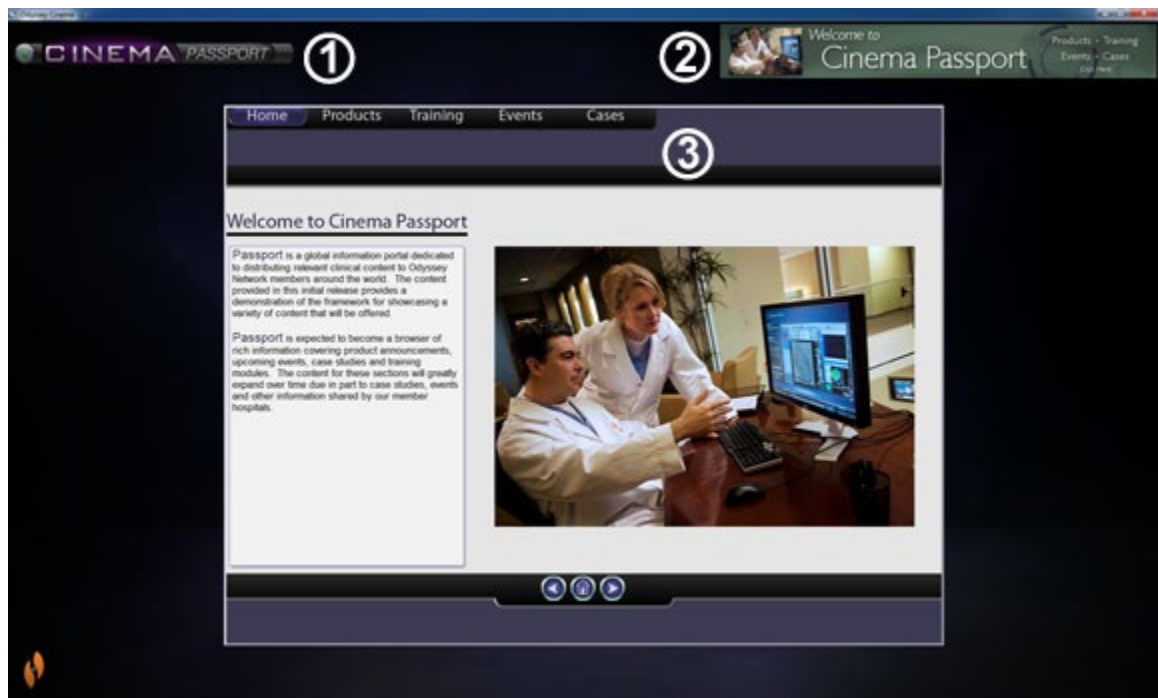 Odyssey Cinema
CINEMA PASSPORT
1
2
Welcome to
Cinema Passport
Products • Training
Events • Cases
Click Here
Home Products Training Events Cases
3
Welcome to Cinema Passport
Passport is a global information portal dedicated
to distributing relevant clinical content to Odyssey
Network members around the world. The content
provided in this initial release provides a
demonstration of the framework for showcasing a
variety of content that will be offered.
Passport is expected to become a browser of
rich information covering product announcements,
upcoming events, case studies and training
modules. The content for these sections will greatly
expand over time due in part to case studies, events
and other information shared by our member
hospitals.